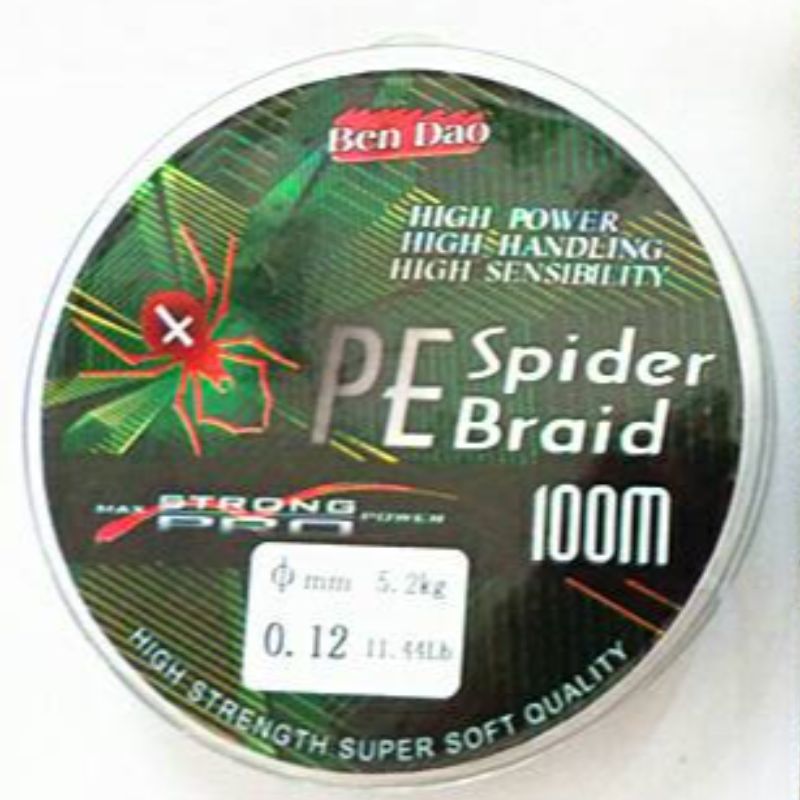 Ben Dao
HIGH POWER
HIGH HANDLING
HIGH SENSIBILITY
X
PE Spider
Braid
100M
MAX STRONG POWER
PRO
Φ mm 5.2kg
0.12 11.44Lb
HIGH STRENGTH SUPER SOFT QUALITY